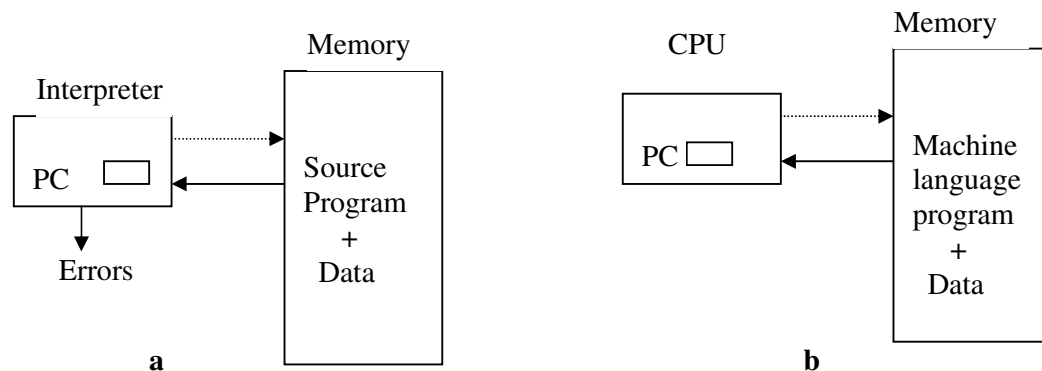 Memory
Interpreter
PC
Source
Program
+
Data
Errors
a
Memory
CPU
PC
Machine
language
program
+
Data
b